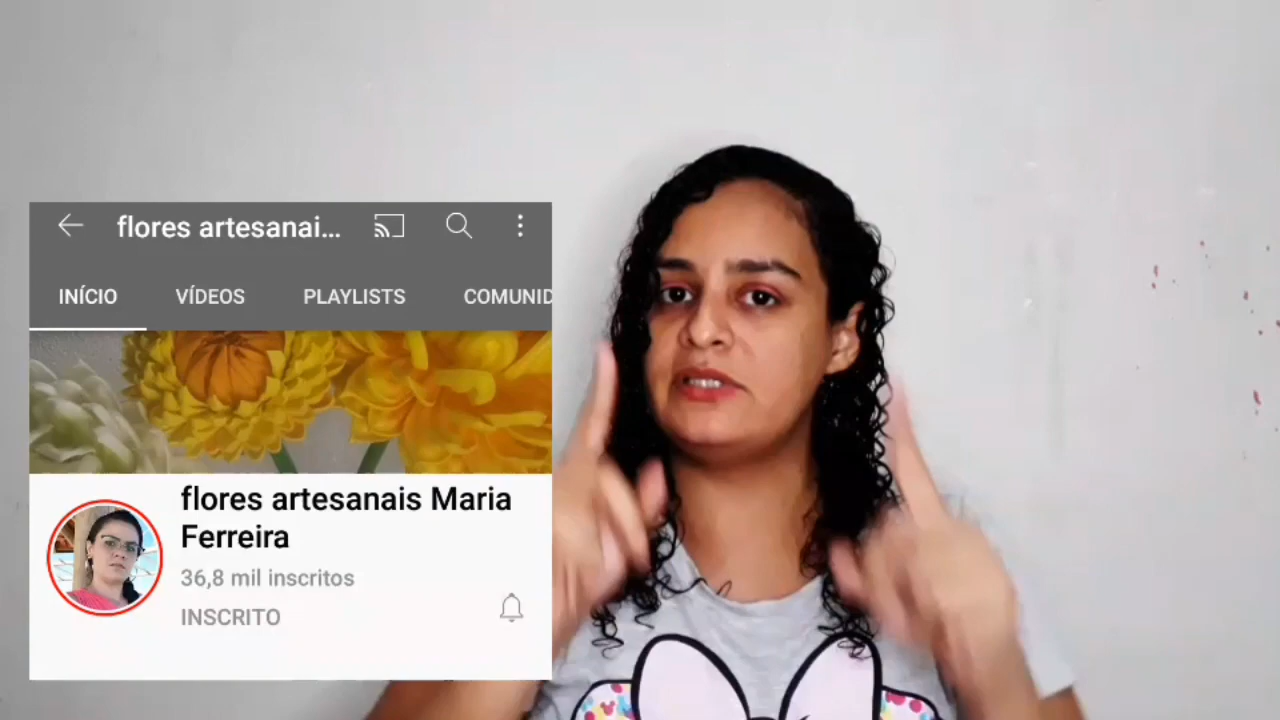 flores artesanai...
INÍCIO VÍDEOS PLAYLISTS COMUNID
flores artesanais Maria
Ferreira
36,8 mil inscritos
INSCRITO